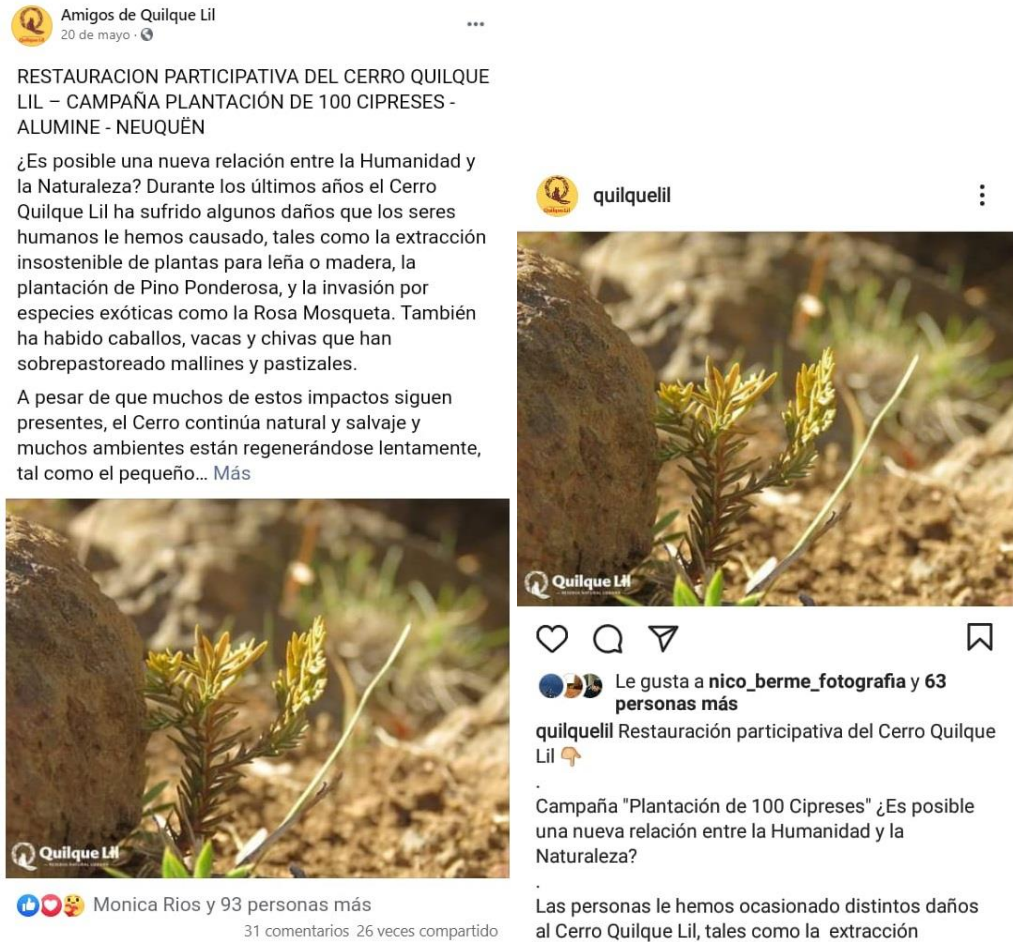 Amigos de Quilque Lil
20 de mayo ·
RESTAURACION PARTICIPATIVA DEL CERRO QUILQUE
LIL – CAMPAÑA PLANTACIÓN DE 100 CIPRESES -
ALUMINE - NEUQUËN
¿Es posible una nueva relación entre la Humanidad y
la Naturaleza? Durante los últimos años el Cerro
Quilque Lil ha sufrido algunos daños que los seres
humanos le hemos causado, tales como la extracción
insostenible de plantas para leña o madera, la
plantación de Pino Ponderosa, y la invasión por
especies exóticas como la Rosa Mosqueta. También
ha habido caballos, vacas y chivas que han
sobrepastoreado mallines y pastizales.
A pesar de que muchos de estos impactos siguen
presentes, el Cerro continúa natural y salvaje y
muchos ambientes están regenerándose lentamente,
tal como el pequeño... Más
Quilque Lil
RESERVA NATURAL URBANA
Monica Rios y 93 personas más
31 comentarios 26 veces compartido
quilquelil
Quilque Lil
RESERVA NATURAL URBANA
Le gusta a nico_berme_fotografia y 63
personas más
quilquelil Restauración participativa del Cerro Quilque
Lil 👇
.
Campaña "Plantación de 100 Cipreses" ¿Es posible
una nueva relación entre la Humanidad y la
Naturaleza?
.
Las personas le hemos ocasionado distintos daños
al Cerro Quilque Lil, tales como la extracción